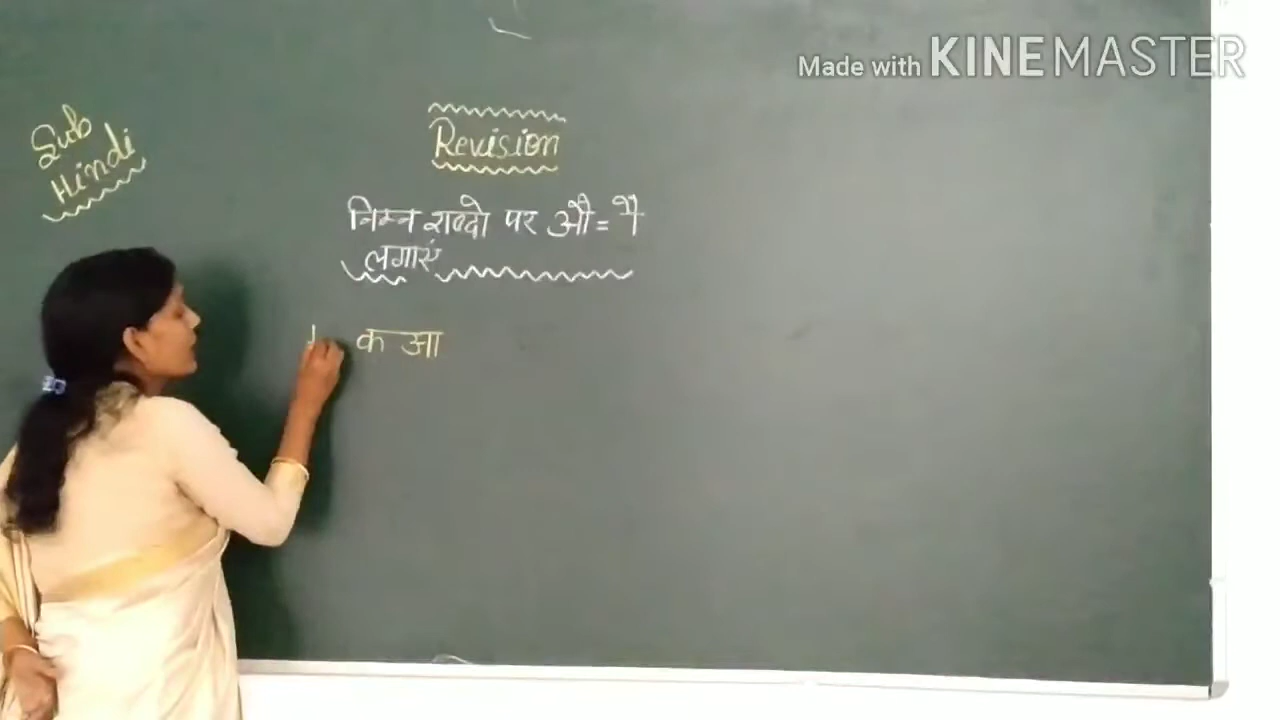 Made with KINEMASTER
Sub
Hindi
Revision
निम्न शब्दो पर औ = ौ
लगाएं
1 क आ